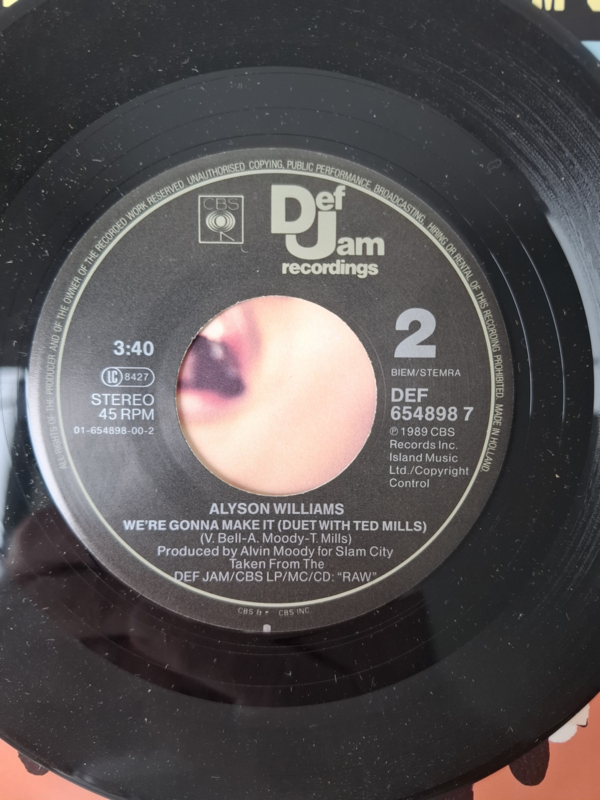 ALL RIGHTS OF THE PRODUCER AND OF THE OWNER OF THE RECORDED WORK RESERVED. UNAUTHORISED COPYING, PUBLIC PERFORMANCE, BROADCASTING, HIRING OR RENTAL OF THIS RECORDING PROHIBITED. MADE IN HOLLAND.
CBS
Def
Jam
recordings
2
3:40
LC 8427
STEREO
45 RPM
01-654898-00-2
BIEM/STEMRA
DEF
654898 7
℗ 1989 CBS
Records Inc.
Island Music
Ltd./Copyright
Control
ALYSON WILLIAMS
WE'RE GONNA MAKE IT (DUET WITH TED MILLS)
(V. Bell-A. Moody-T. Mills)
Produced by Alvin Moody for Slam City
Taken From The
DEF JAM/CBS LP/MC/CD: "RAW"
CBS & CBS INC.